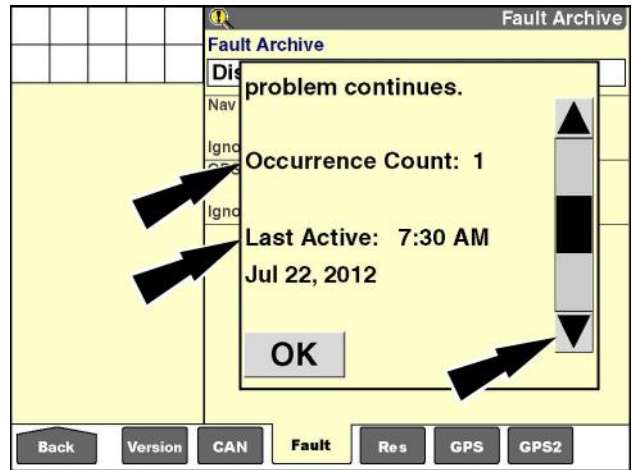 Fault Archive
Fault Archive
Dis
problem continues.
Nav
Igno
Occurrence Count: 1
Igno
Last Active: 7:30 AM
Jul 22, 2012
OK
Back Version CAN Fault Res GPS GPS2